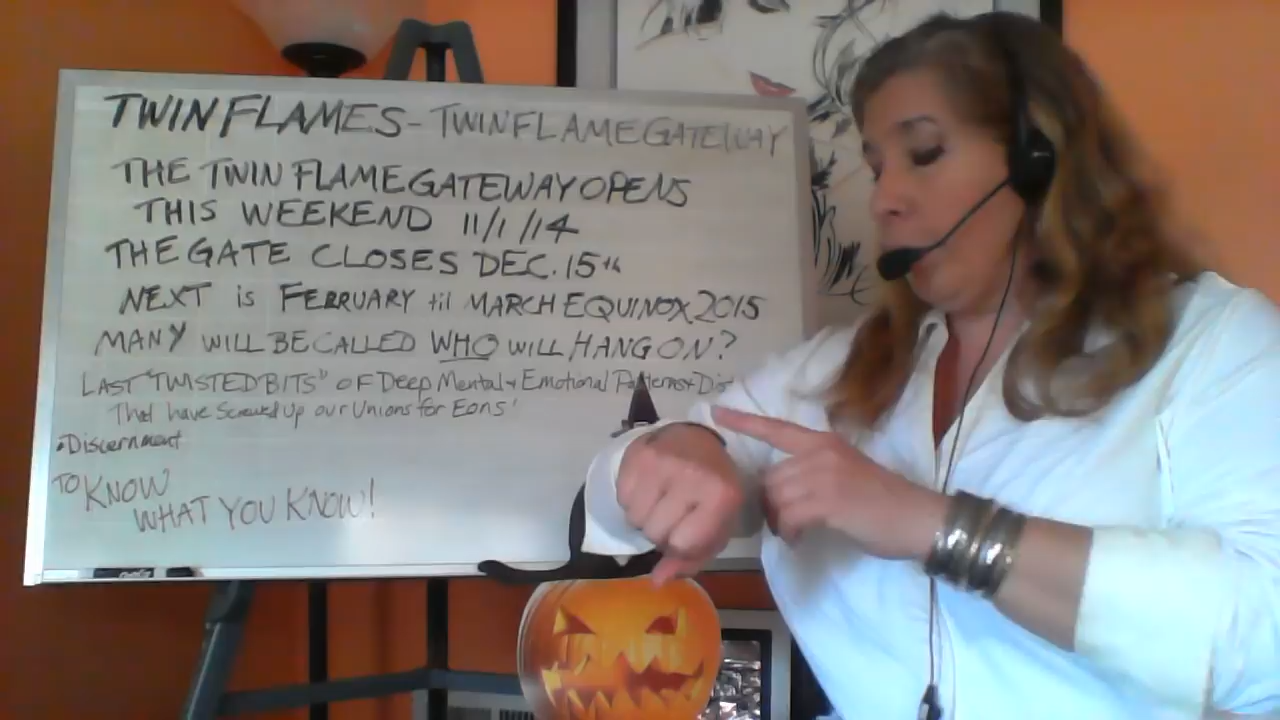 TWIN FLAMES - TWIN FLAME GATEWAY
THE TWIN FLAME GATEWAY OPENS
THIS WEEKEND 11/1/14
THE GATE CLOSES DEC. 15th
NEXT is FEBRUARY til MARCH EQUINOX 2015
MANY WILL BE CALLED WHO WILL HANG ON?
LAST "TWISTED BITS" OF Deep Mental + Emotional
That have Screwed Up our Unions for Eons'
• Discernment
TO KNOW
WHAT YOU KNOW!